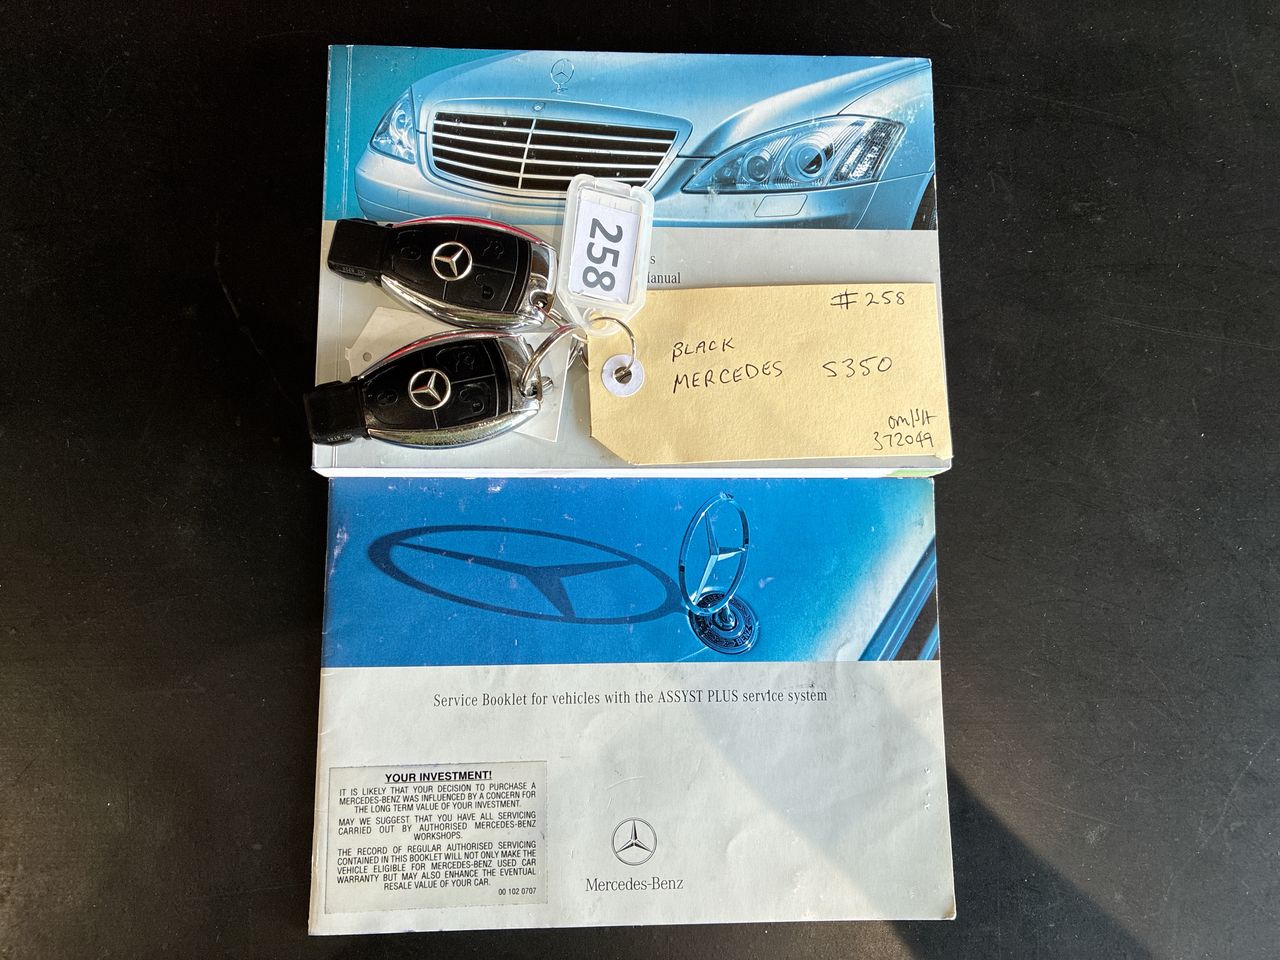 258
anual
# 258
BLACK
MERCEDES S350
372049
Service Booklet for vehicles with the ASSYST PLUS service system
YOUR INVESTMENT!
IT IS LIKELY THAT YOUR DECISION TO PURCHASE A
MERCEDES-BENZ WAS INFLUENCED BY A CONCERN FOR
THE LONG TERM VALUE OF YOUR INVESTMENT.
MAY WE SUGGEST THAT YOU HAVE ALL SERVICING
CARRIED OUT BY AUTHORISED MERCEDES-BENZ
WORKSHOPS.
THE RECORD OF REGULAR AUTHORISED SERVICING
CONTAINED IN THIS BOOKLET WILL NOT ONLY MAKE THE
VEHICLE ELIGIBLE FOR MERCEDES-BENZ USED CAR
WARRANTY BUT MAY ALSO ENHANCE THE EVENTUAL
RESALE VALUE OF YOUR CAR.
00 102 0707
Mercedes-Benz